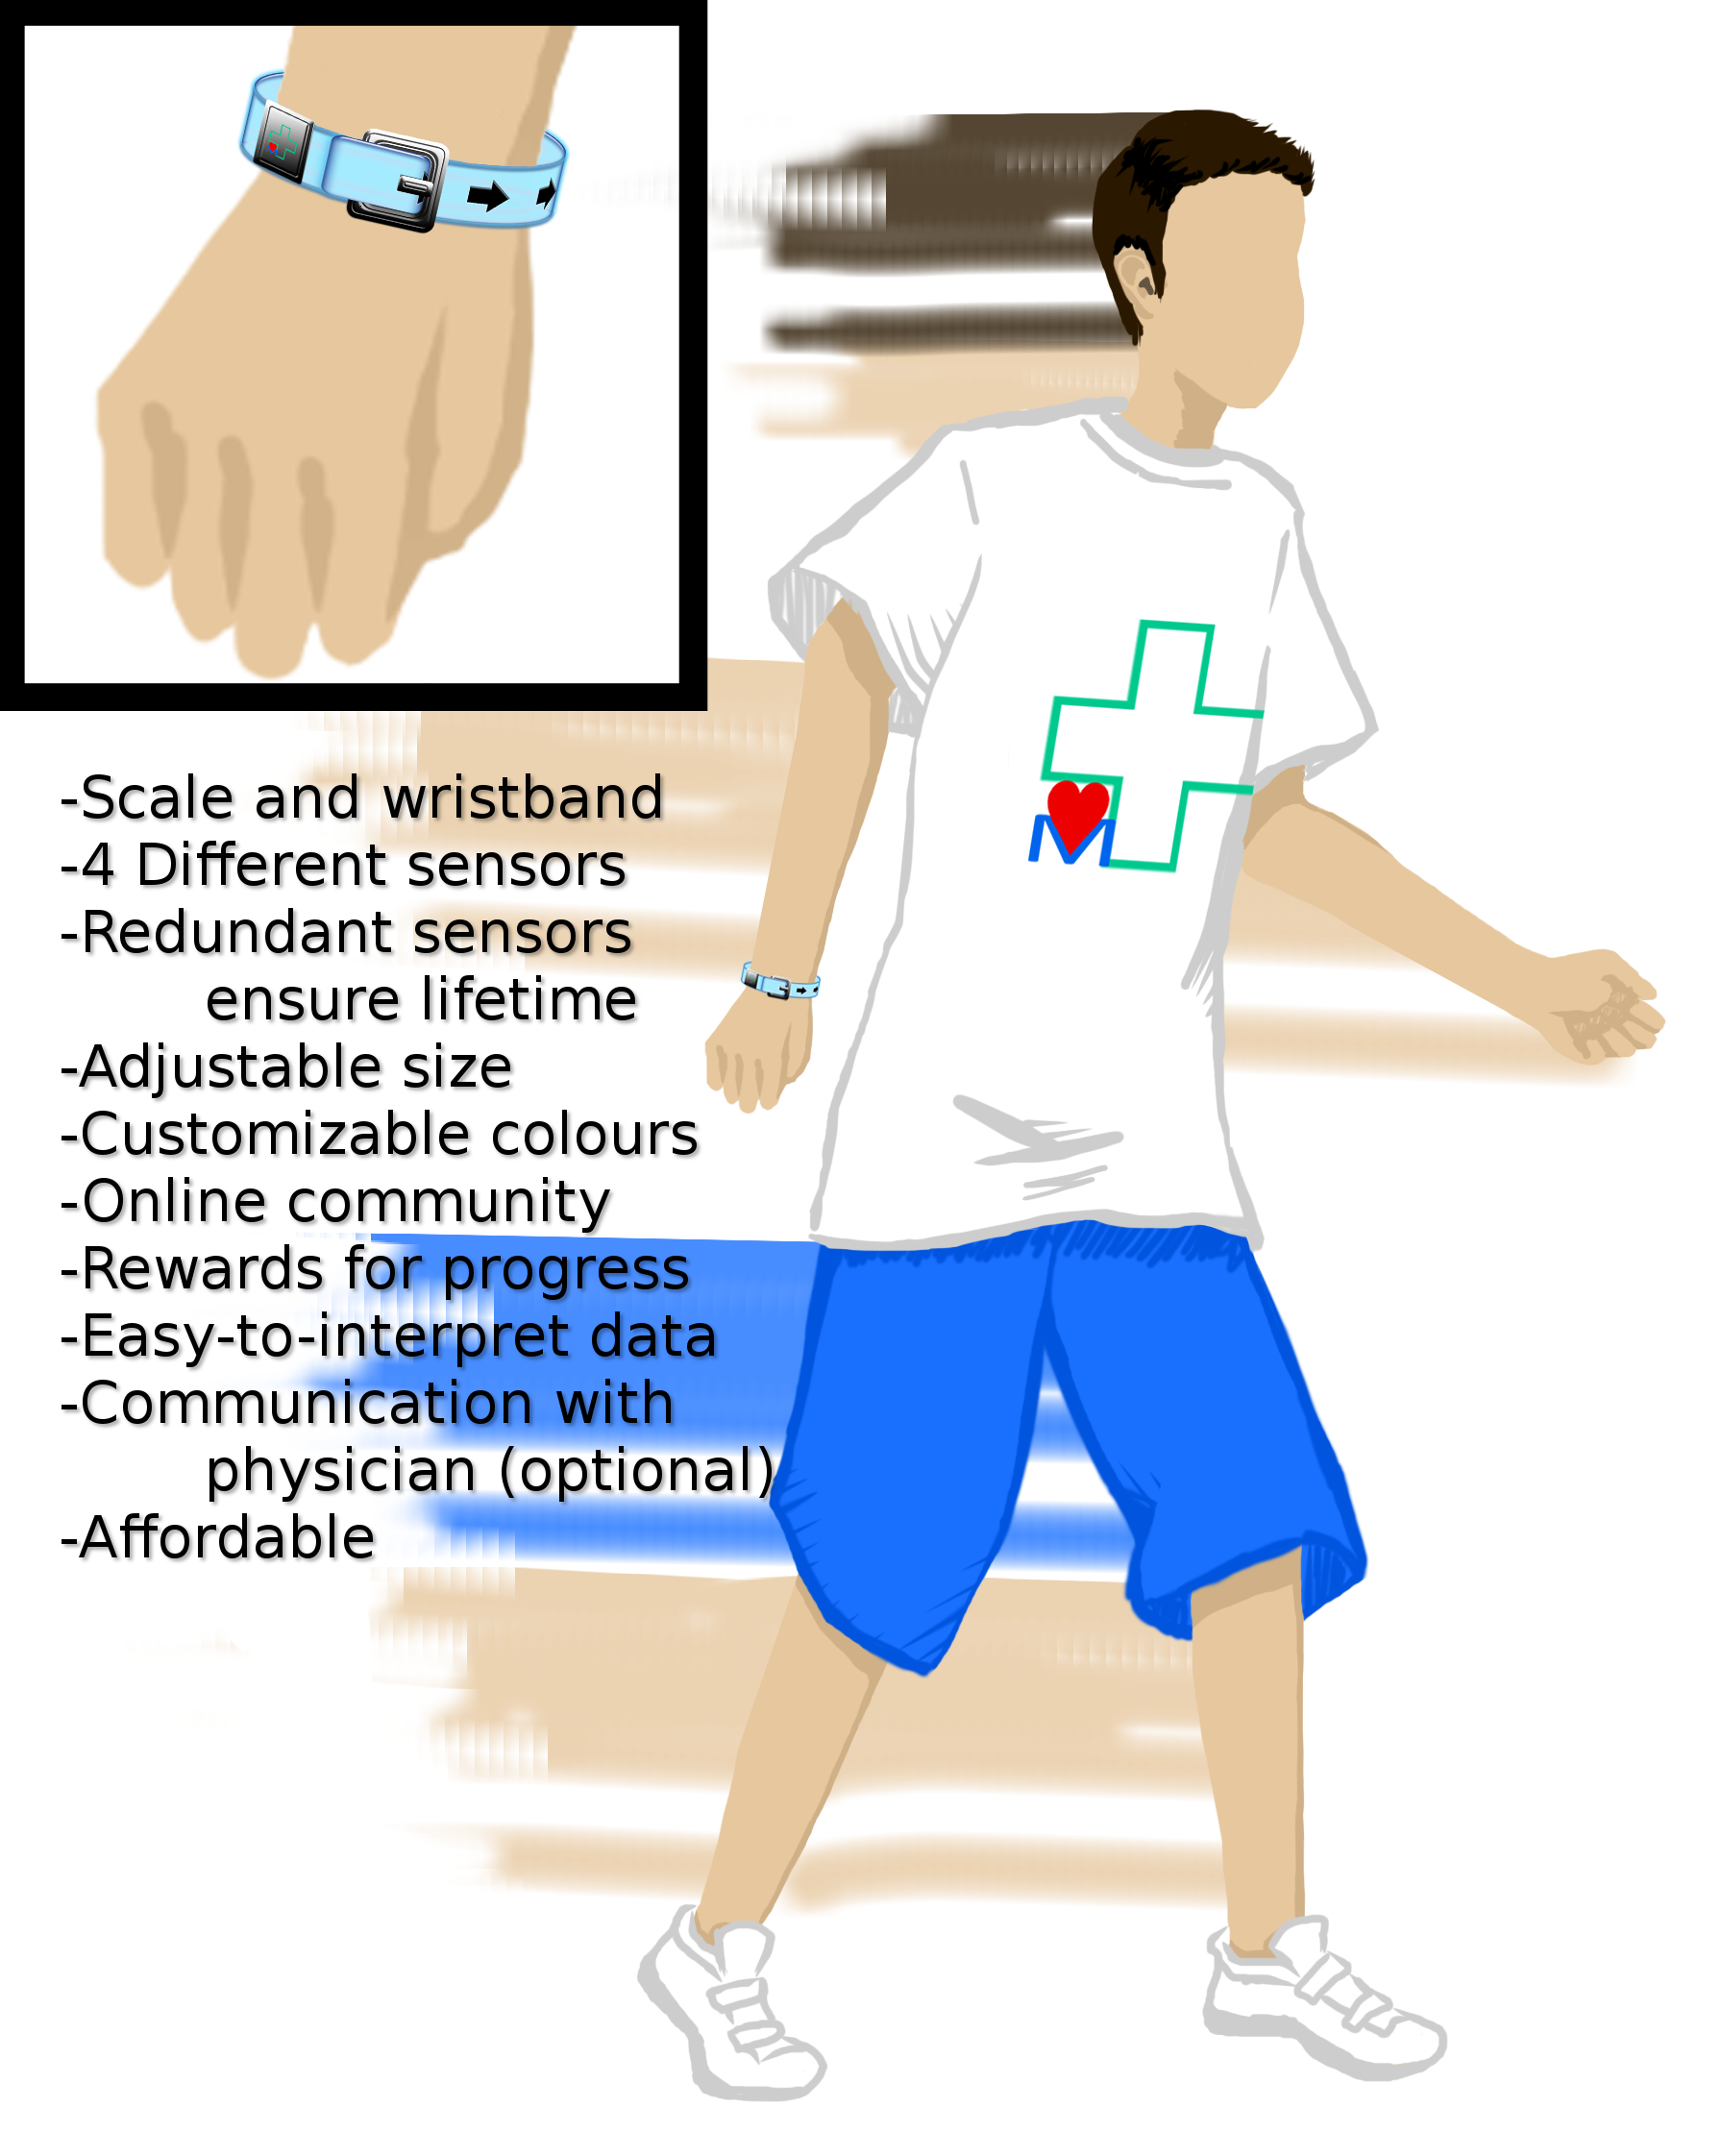 -Scale and wristband
-4 Different sensors
-Redundant sensors
ensure lifetime
-Adjustable size
-Customizable colours
-Online community
-Rewards for progress
-Easy-to-interpret data
-Communication with
physician (optional)
-Affordable
M